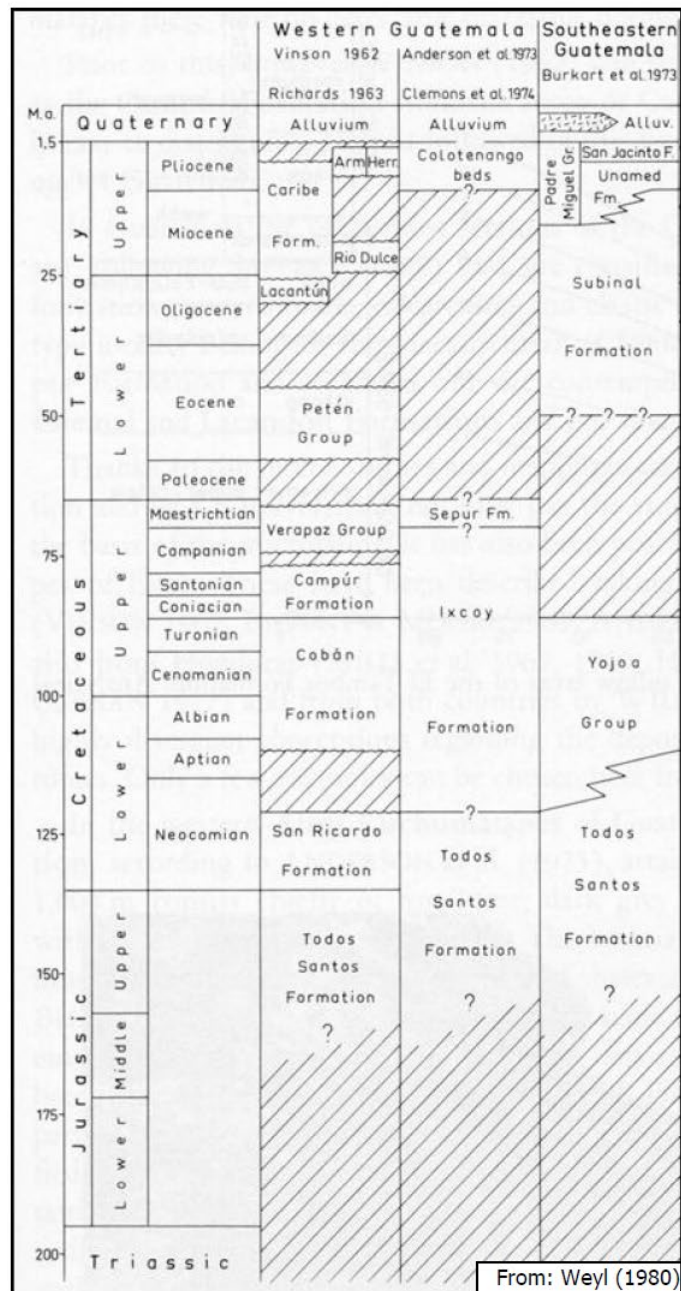 Western Guatemala
Southeastern
Guatemala
Vinson 1962
Anderson et al. 1973
Burkart et al. 1973
Richards 1963
Clemons et al. 1974
M.a.
Quaternary
Alluvium
Alluvium
Alluv.
1,5
Tertiary
Upper
Pliocene
Arm
Herr.
Colotenango
beds
?
Padre
Miguel Gr.
San Jacinto F.
Unamed
Fm.
Caribe
Form.
Miocene
Rio Dulce
25
Lower
Lacantún
Oligocene
Subinal
Formation
Eocene
50
Petén
Group
? ? ?
Paleocene
?
Cretaceous
Upper
Maestrichtian
Sepur Fm.
?
Verapaz Group
75
Campanian
Santonian
Campúr
Formation
Coniacian
Ixcoy
Formation
Turonian
Cobán
Formation
Yojoa
Group
Cenomanian
100
Lower
Albian
Aptian
?
125
Neocomian
San Ricardo
Formation
Todos
Santos
Formation
?
Todos
Santos
Formation
?
Jurassic
Upper
Todos
Santos
Formation
?
150
Middle
175
Lower
200
Triassic
From: Weyl (1980)